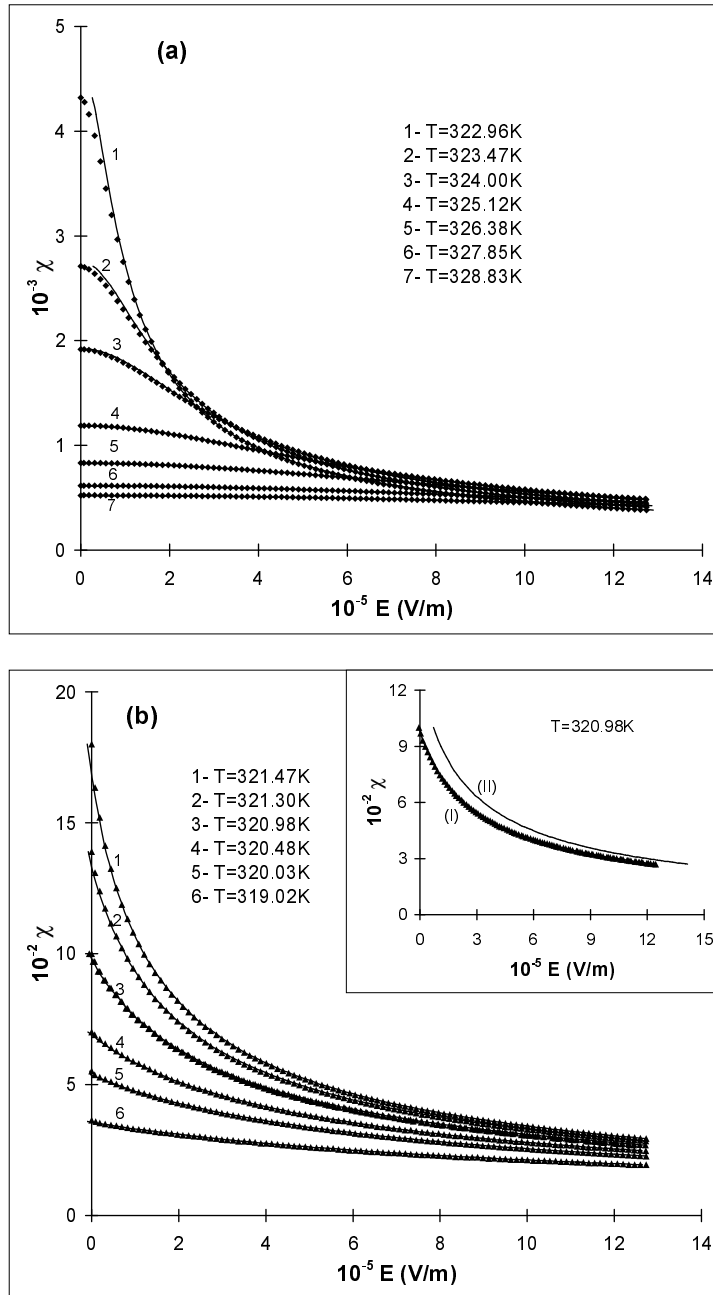 (a)
5
4
3
2
1
0
10⁻³ χ
1
2
3
4
5
6
7
1- T=322.96K
2- T=323.47K
3- T=324.00K
4- T=325.12K
5- T=326.38K
6- T=327.85K
7- T=328.83K
0 2 4 6 8 10 12 14
10⁻⁵ E (V/m)
(b)
20
15
10
5
0
10⁻² χ
1
2
3
4
5
6
1- T=321.47K
2- T=321.30K
3- T=320.98K
4- T=320.48K
5- T=320.03K
6- T=319.02K
0 2 4 6 8 10 12 14
10⁻⁵ E (V/m)
T=320.98K
12
9
6
3
0
10⁻² χ
(II)
(I)
0 3 6 9 12 15
10⁻⁵ E (V/m)